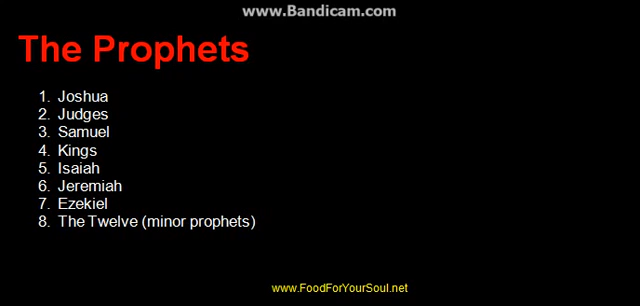 www.Bandicam.com
The Prophets
1. Joshua
2. Judges
3. Samuel
4. Kings
5. Isaiah
6. Jeremiah
7. Ezekiel
8. The Twelve (minor prophets)
www.FoodForYourSoul.net